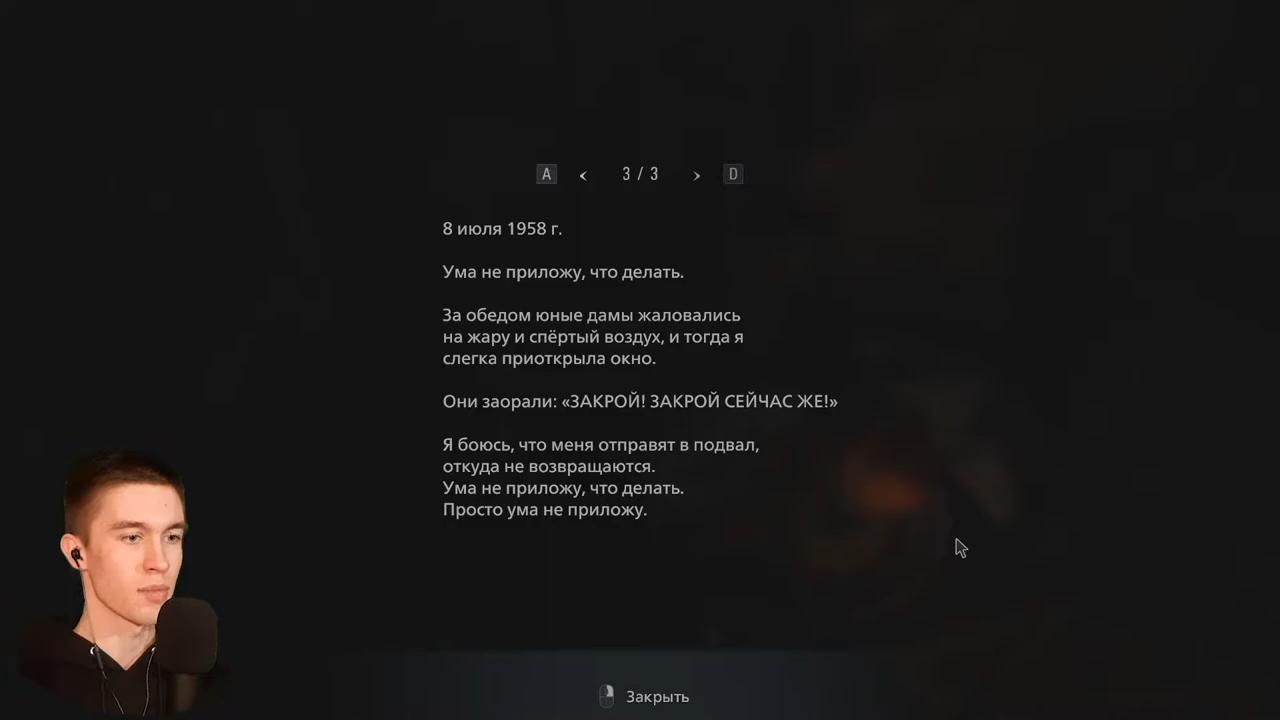 A < 3 / 3 > D
8 июля 1958 г.
Ума не приложу, что делать.
За обедом юные дамы жаловались
на жару и спёртый воздух, и тогда я
слегка приоткрыла окно.
Они заорали: «ЗАКРОЙ! ЗАКРОЙ СЕЙЧАС ЖЕ!»
Я боюсь, что меня отправят в подвал,
откуда не возвращаются.
Ума не приложу, что делать.
Просто ума не приложу.
Закрыть